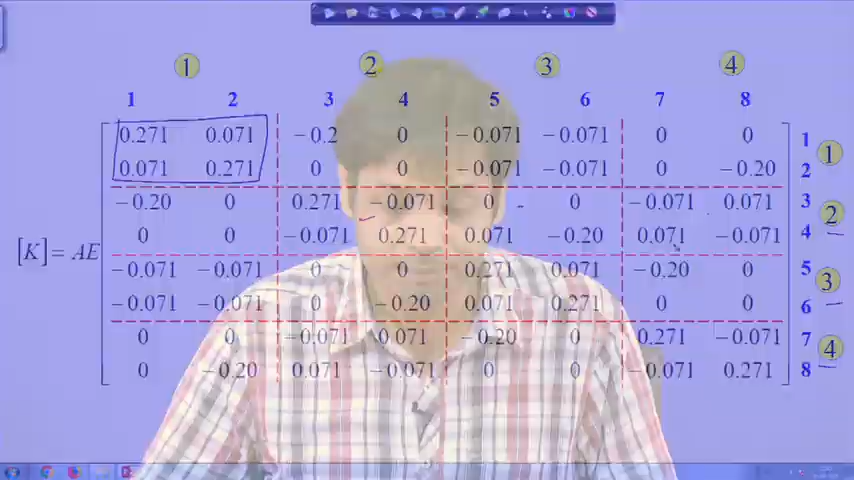 1 2 3 4
1 2 3 4 5 6 7 8
0.271 0.071 −0.2 0 −0.071 −0.071 0 0 1
1
0.071 0.271 0 0 −0.071 −0.071 0 −0.20 2
−0.20 0 0.271 −0.071 0 0 −0.071 0.071 3
2
0 0 −0.071 0.271 0.071 −0.20 0.071 −0.071 4
[K] = AE
−0.071 −0.071 0 0 0.271 0.071 −0.20 0 5
3
−0.071 −0.071 0 −0.20 0.071 0.271 0 0 6
0 0 −0.071 0.071 −0.20 0 0.271 −0.071 7
4
0 −0.20 0.071 −0.071 0 0 −0.071 0.271 8